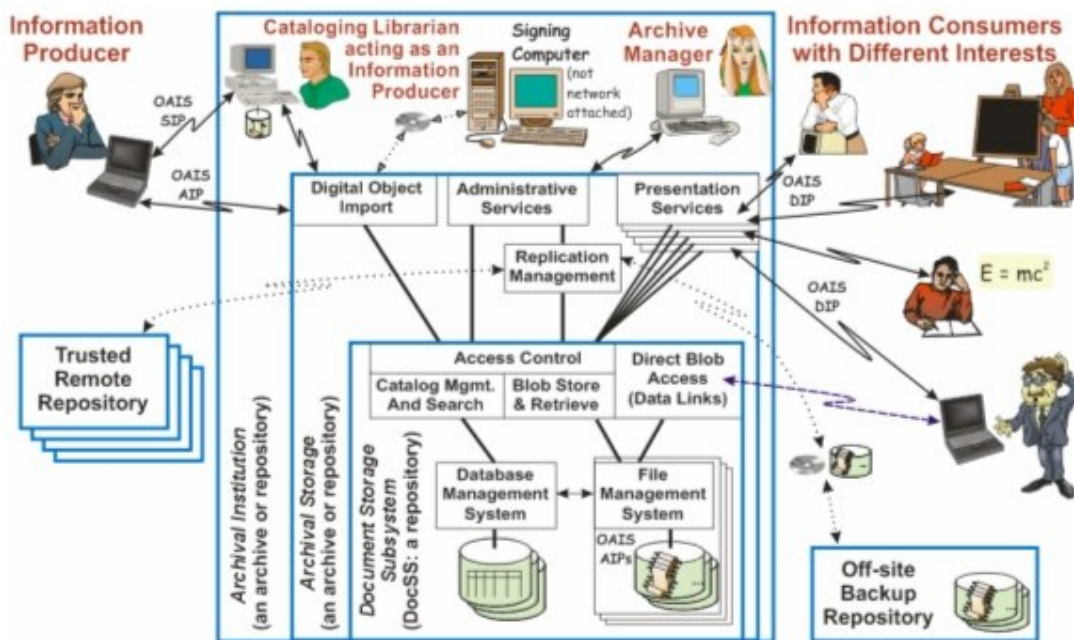 Information
Producer
Cataloging Librarian
acting as an
Information
Producer
Signing
Computer
(not
network
attached)
Archive
Manager
Information Consumers
with Different Interests
OAIS
SIP
OAIS
AIP
Digital Object
Import
Administrative
Services
Presentation
Services
OAIS
DIP
Replication
Management
E = mc²
OAIS
DIP
Trusted
Remote
Repository
Access Control
Catalog Mgmt.
And Search
Blob Store
& Retrieve
Direct Blob
Access
(Data Links)
Archival Institution
(an archive or repository)
Archival Storage
(an archive or repository)
Document Storage
Subsystem
(DocSS: a repository)
Database
Management
System
File
Management
System
OAIS
AIPs
Off-site
Backup
Repository